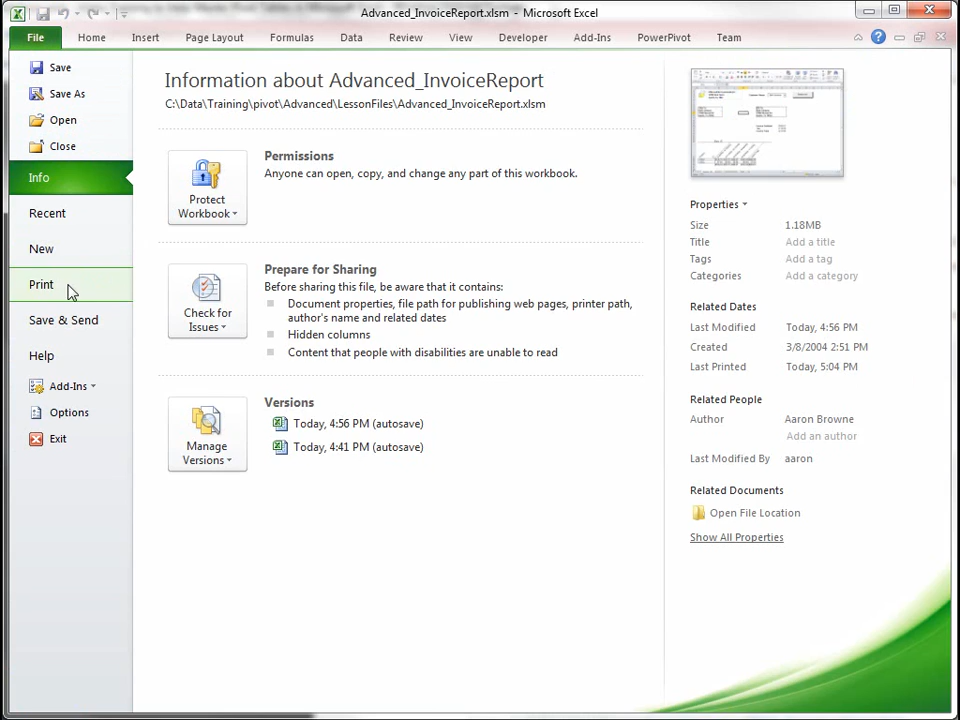 Advanced_InvoiceReport.xlsm - Microsoft Excel
File Home Insert Page Layout Formulas Data Review View Developer Add-Ins PowerPivot Team
Save
Save As
Open
Close
Info
Recent
New
Print
Save & Send
Help
Add-Ins
Options
Exit
Information about Advanced_InvoiceReport
C:\Data\Training\pivot\Advanced\LessonFiles\Advanced_InvoiceReport.xlsm
Protect
Workbook
Permissions
Anyone can open, copy, and change any part of this workbook.
Check for
Issues
Prepare for Sharing
Before sharing this file, be aware that it contains:
Document properties, file path for publishing web pages, printer path,
author's name and related dates
Hidden columns
Content that people with disabilities are unable to read
Manage
Versions
Versions
Today, 4:56 PM (autosave)
Today, 4:41 PM (autosave)
Properties
Size 1.18MB
Title Add a title
Tags Add a tag
Categories Add a category
Related Dates
Last Modified Today, 4:56 PM
Created 3/8/2004 2:51 PM
Last Printed Today, 5:04 PM
Related People
Author Aaron Browne
Add an author
Last Modified By aaron
Related Documents
Open File Location
Show All Properties